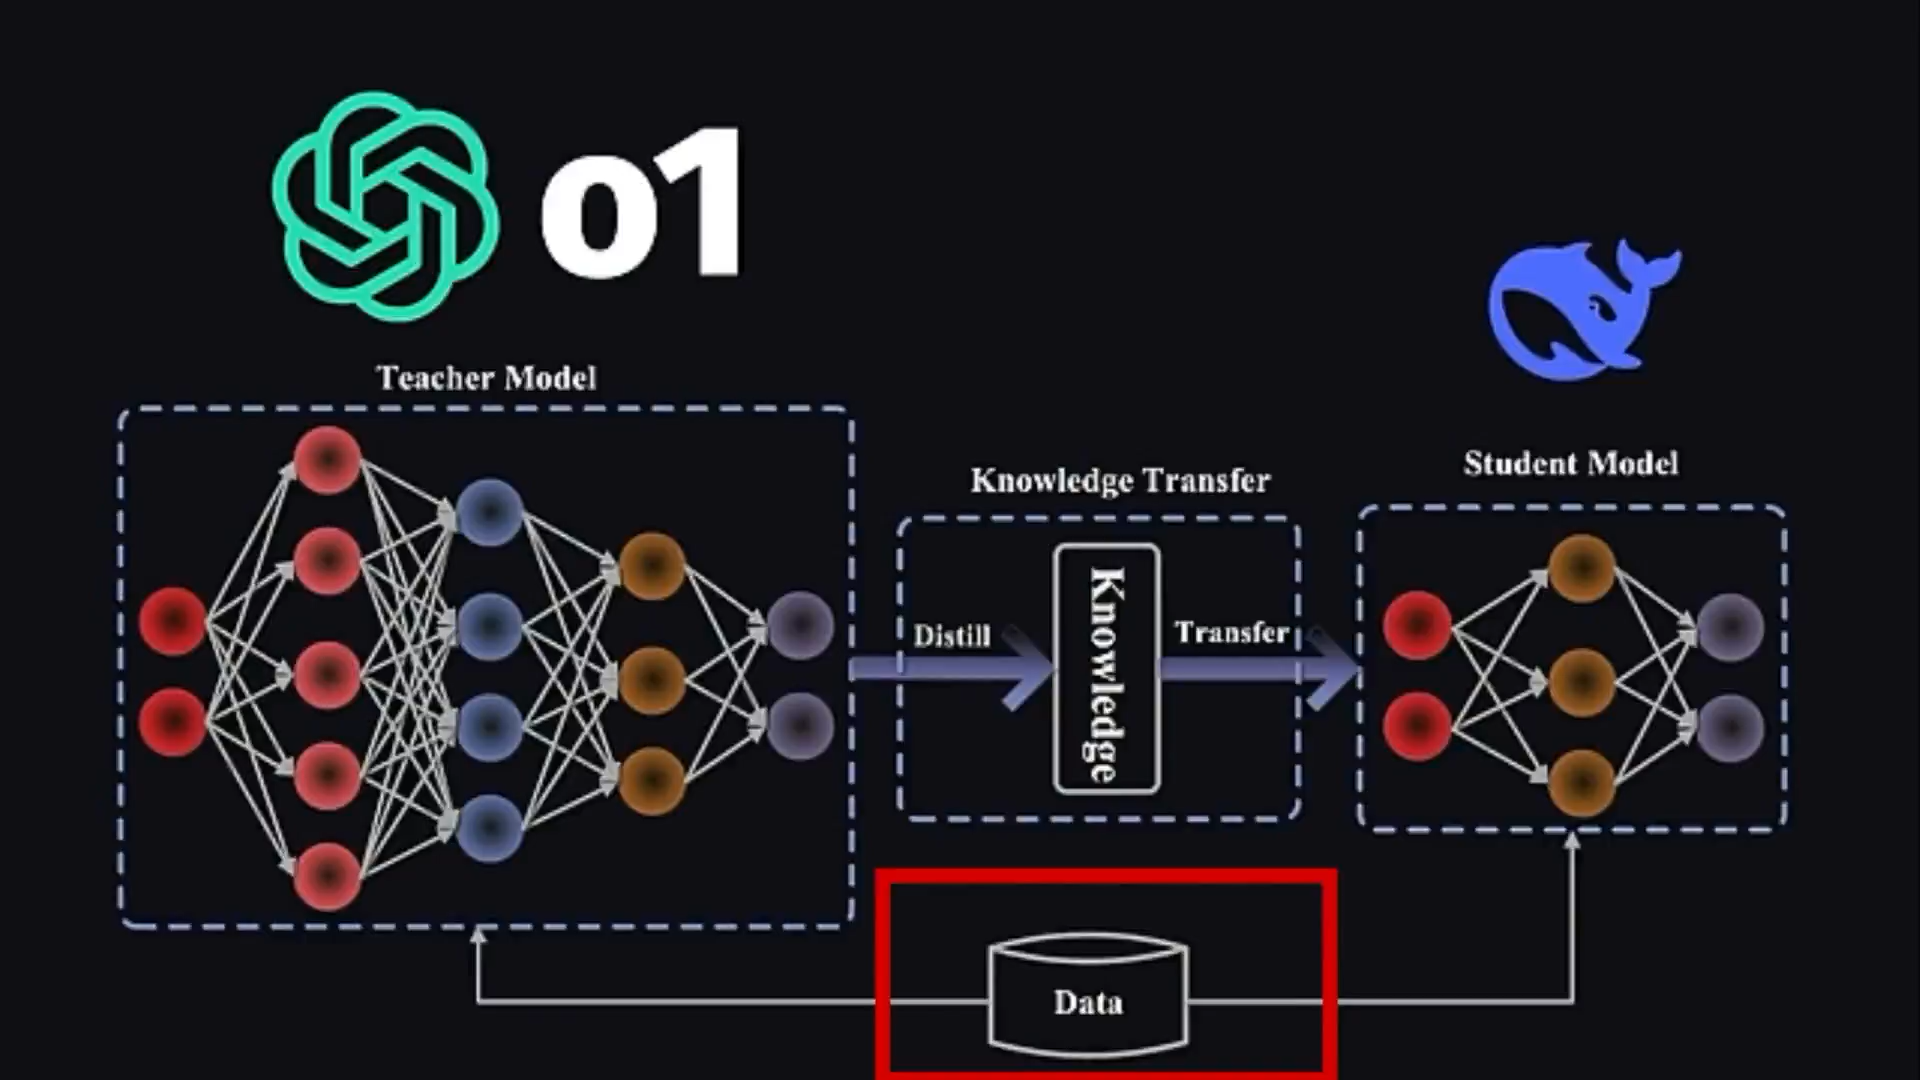 o1
Teacher Model
Student Model
Knowledge Transfer
Distill
Knowledge
Transfer
Data